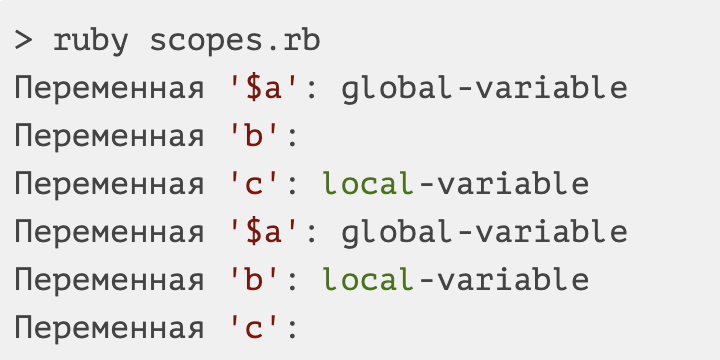 > ruby scopes.rb
Переменная '$a': global-variable
Переменная 'b':
Переменная 'c': local-variable
Переменная '$a': global-variable
Переменная 'b': local-variable
Переменная 'c':